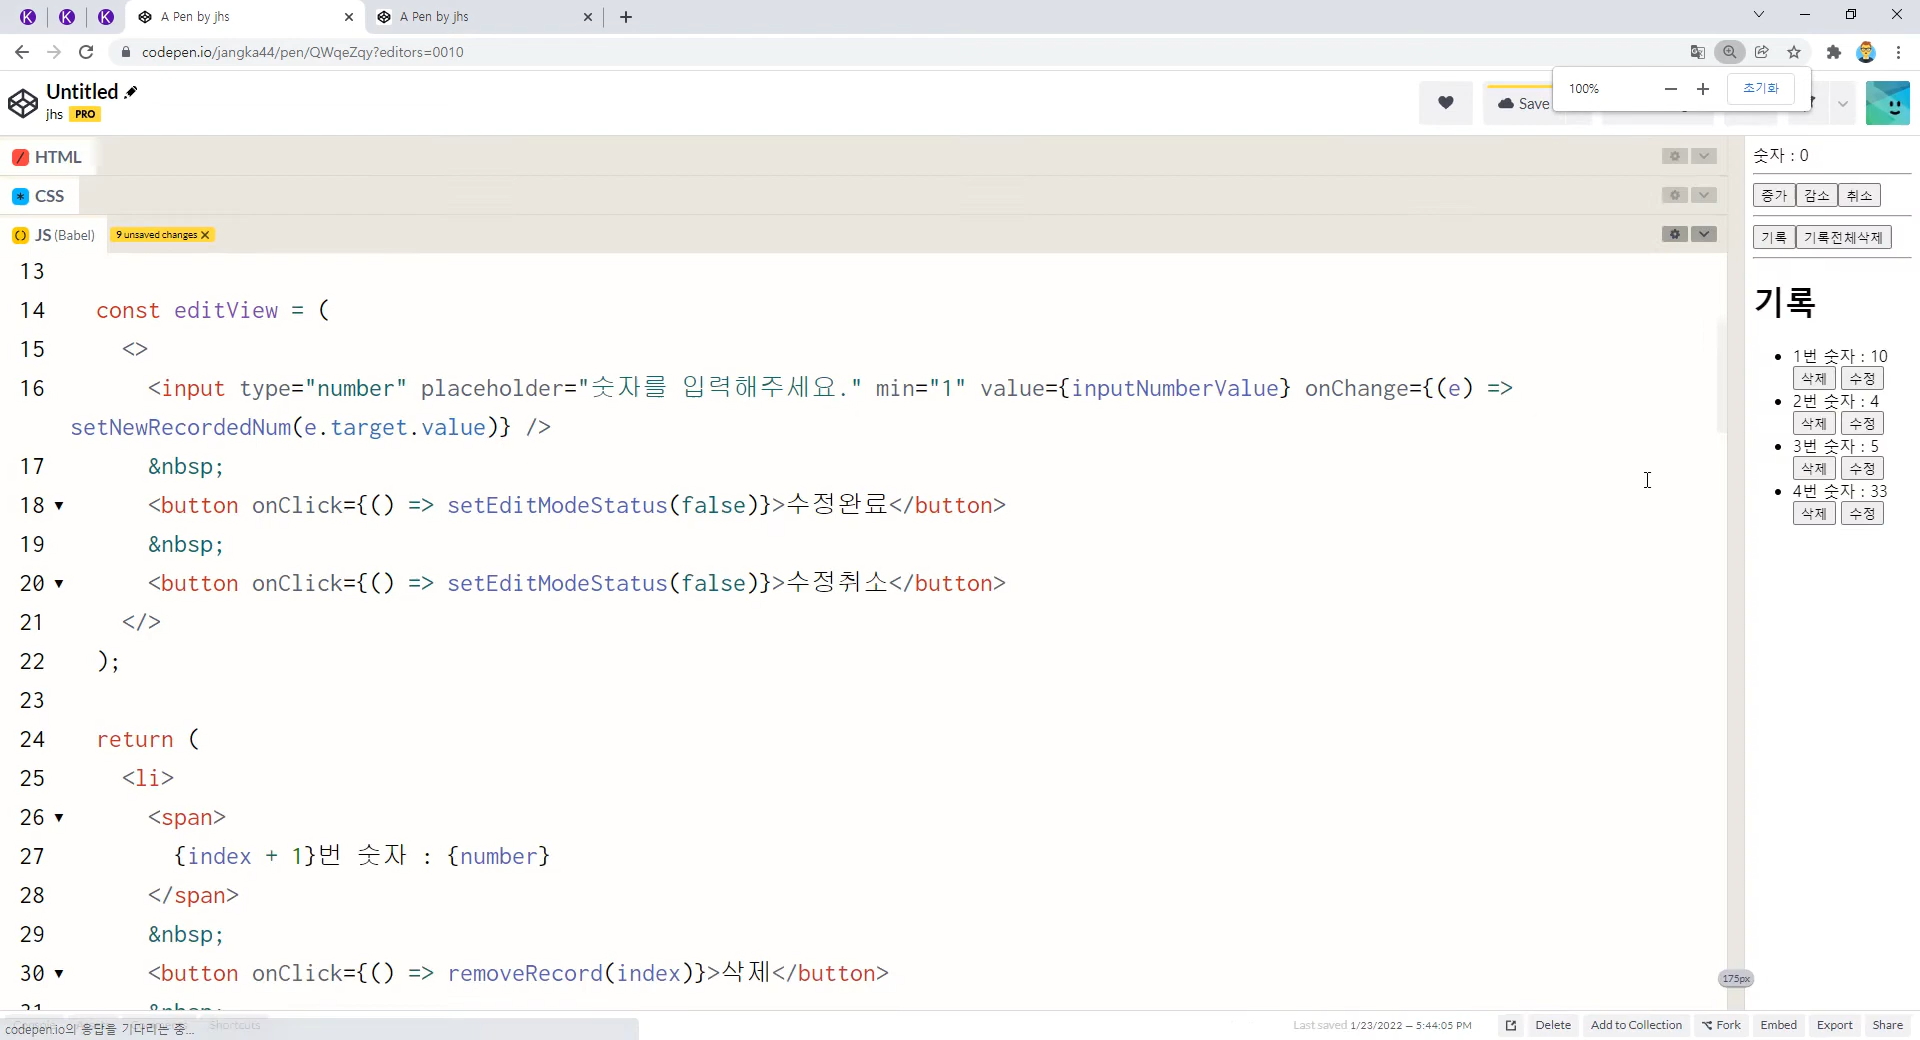 A Pen by jhs
A Pen by jhs
codepen.io/jangka44/pen/QWqeZqy?editors=0010
100%
초기화
Untitled
jhs PRO
Save
HTML
CSS
JS (Babel)
9 unsaved changes
13
14 const editView = (
15 <>
16 <input type="number" placeholder="숫자를 입력해주세요." min="1" value={inputNumberValue} onChange={(e) =>
setNewRecordedNum(e.target.value)} />
17 &nbsp;
18 <button onClick={() => setEditModeStatus(false)}>수정완료</button>
19 &nbsp;
20 <button onClick={() => setEditModeStatus(false)}>수정취소</button>
21 </>
22 );
23
24 return (
25 <li>
26 <span>
27 {index + 1}번 숫자 : {number}
28 </span>
29 &nbsp;
30 <button onClick={() => removeRecord(index)}>삭제</button>
숫자 : 0
증가 감소 취소
기록 기록전체삭제
기록
1번 숫자 : 10
삭제 수정
2번 숫자 : 4
삭제 수정
3번 숫자 : 5
삭제 수정
4번 숫자 : 33
삭제 수정
175px
codepen.io의 응답을 기다리는 중...
Shortcuts
Last saved 1/23/2022 — 5:44:05 PM
Delete
Add to Collection
Fork
Embed
Export
Share